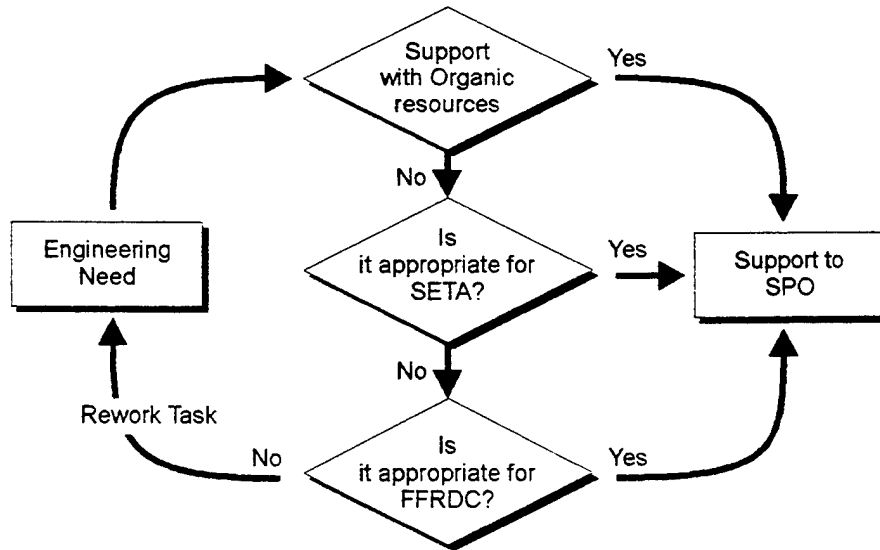 Support
with Organic
resources
Yes
No
Engineering
Need
Is
it appropriate for
SETA?
Yes
Support to
SPO
No
Rework Task
Is
it appropriate for
FFRDC?
No
Yes